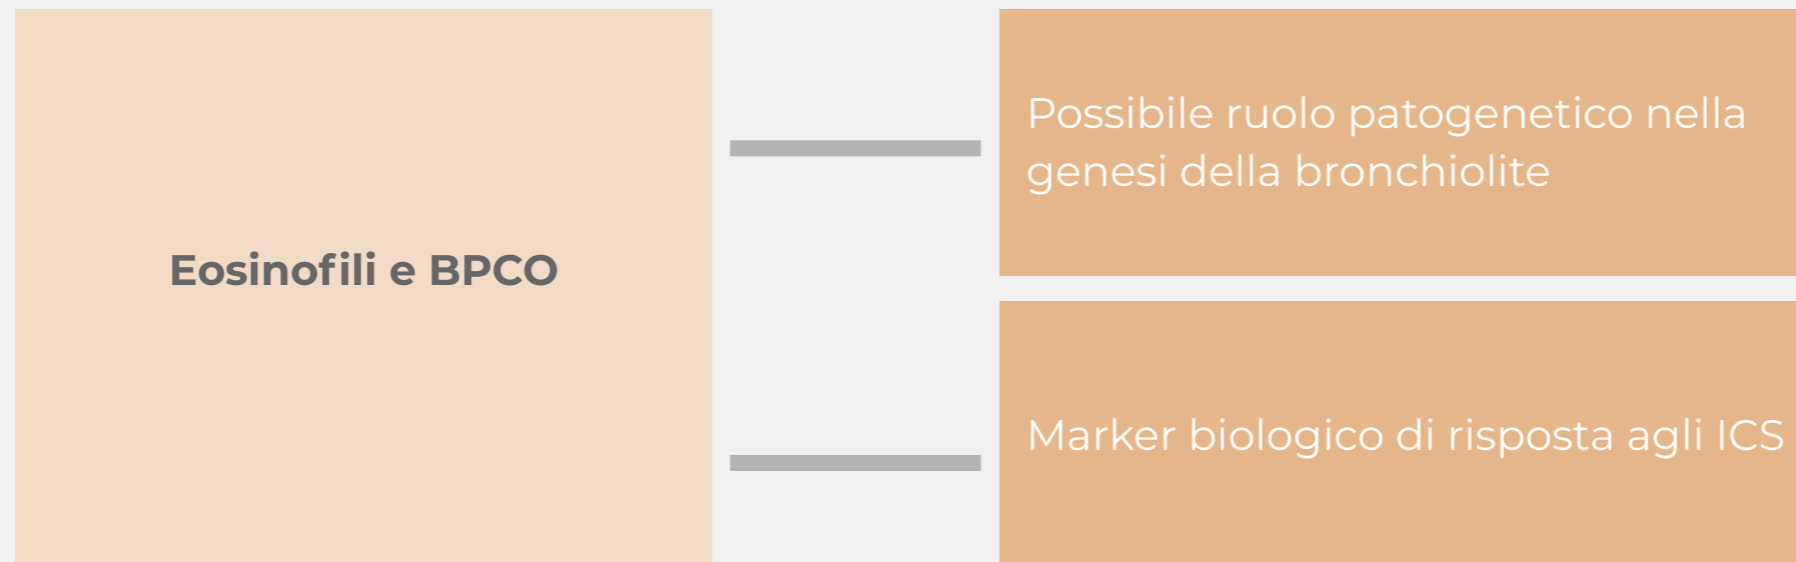 Eosinofili e BPCO
Possibile ruolo patogenetico nella
genesi della bronchiolite
Marker biologico di risposta agli ICS